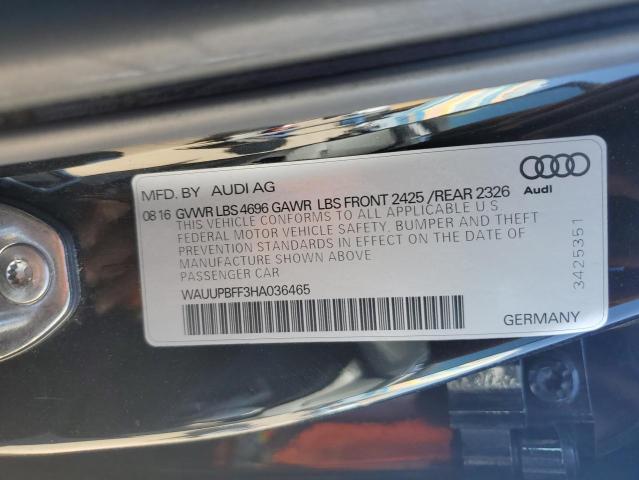 MFD. BY AUDI AG
08 16 GVWR LBS 4696 GAWR LBS FRONT 2425 /REAR 2326
THIS VEHICLE CONFORMS TO ALL APPLICABLE U.S.
FEDERAL MOTOR VEHICLE SAFETY, BUMPER AND THEFT
PREVENTION STANDARDS IN EFFECT ON THE DATE OF
MANUFACTURE SHOWN ABOVE
PASSENGER CAR
WAUUPBFF3HA036465
Audi
3425351
GERMANY